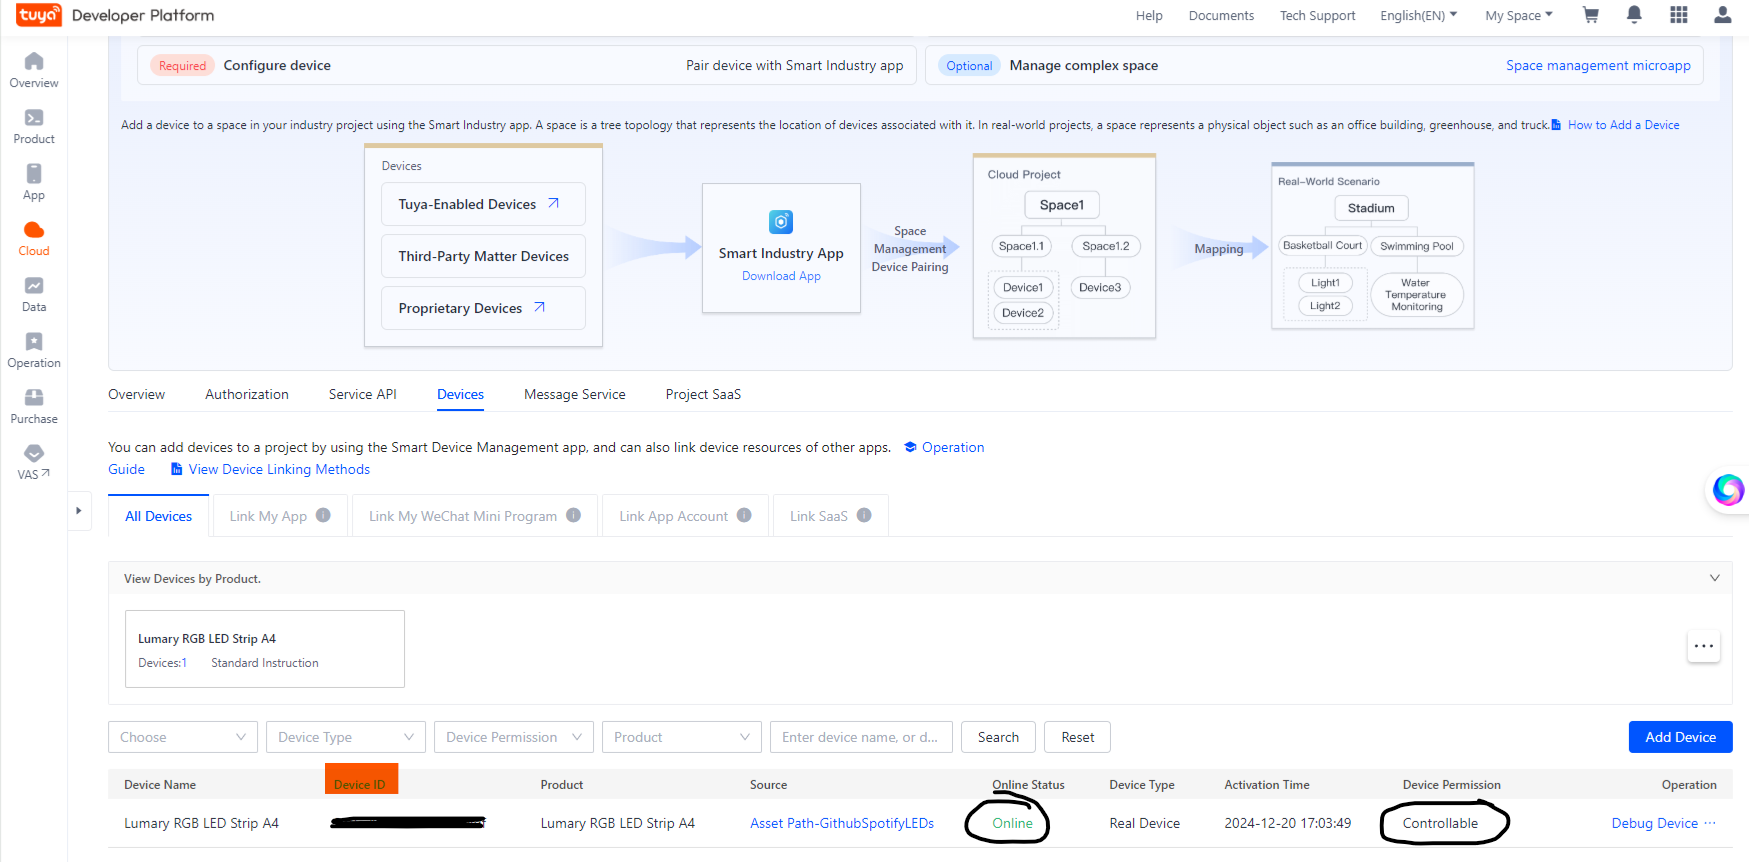 tuya Developer Platform
Help Documents Tech Support English(EN) My Space
Overview
Product
App
Cloud
Data
Operation
Purchase
VAS
Required Configure device Pair device with Smart Industry app
Optional Manage complex space Space management microapp
Add a device to a space in your industry project using the Smart Industry app. A space is a tree topology that represents the location of devices associated with it. In real-world projects, a space represents a physical object such as an office building, greenhouse, and truck. How to Add a Device
Devices
Tuya-Enabled Devices
Third-Party Matter Devices
Proprietary Devices
Smart Industry App
Download App
Space
Management
Device Pairing
Cloud Project
Space1
Space1.1 Space1.2
Device1 Device3
Device2
Mapping
Real-World Scenario
Stadium
Basketball Court Swimming Pool
Light1
Light2
Water
Temperature
Monitoring
Overview Authorization Service API Devices Message Service Project SaaS
You can add devices to a project by using the Smart Device Management app, and can also link device resources of other apps. Operation
Guide View Device Linking Methods
All Devices Link My App Link My WeChat Mini Program Link App Account Link SaaS
View Devices by Product.
Lumary RGB LED Strip A4
Devices:1 Standard Instruction
Choose Device Type Device Permission Product Enter device name, or d... Search Reset Add Device
Device Name Device ID Product Source Online Status Device Type Activation Time Device Permission Operation
Lumary RGB LED Strip A4 Lumary RGB LED Strip A4 Asset Path-GithubSpotifyLEDs Online Real Device 2024-12-20 17:03:49 Controllable Debug Device ···